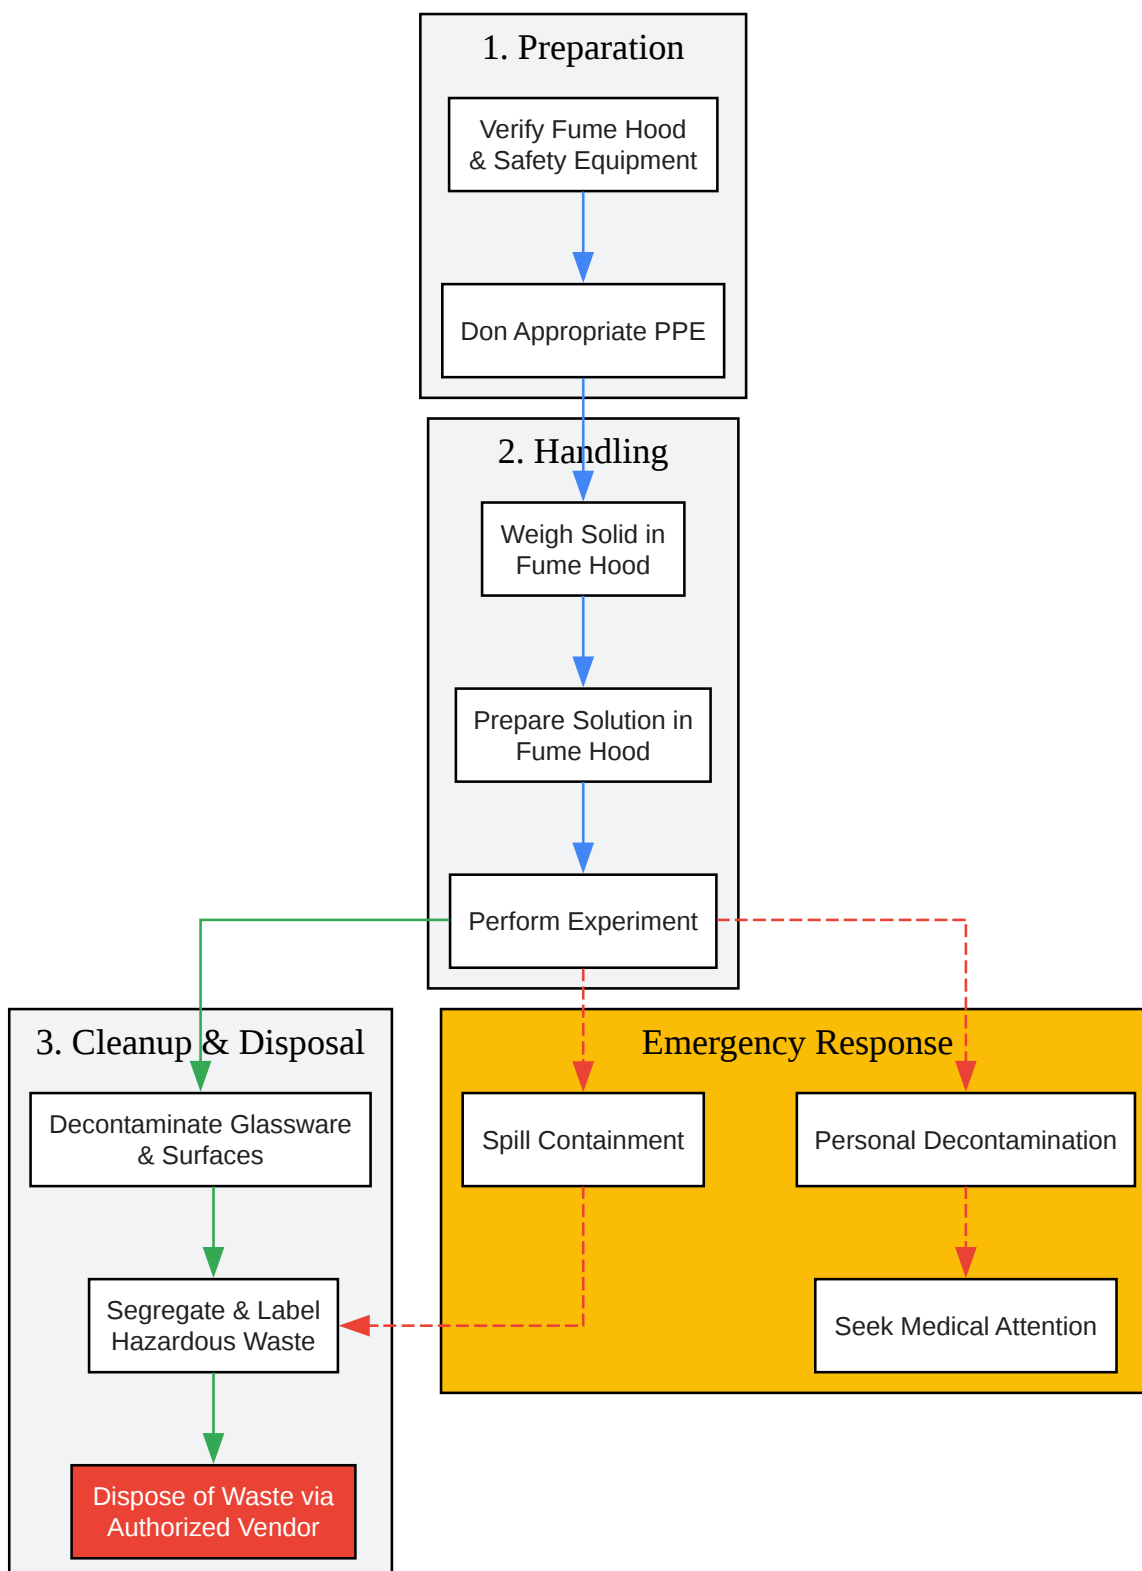 1. Preparation
Verify Fume Hood
& Safety Equipment
Don Appropriate PPE
2. Handling
Weigh Solid in
Fume Hood
Prepare Solution in
Fume Hood
Perform Experiment
3. Cleanup & Disposal
Decontaminate Glassware
& Surfaces
Segregate & Label
Hazardous Waste
Dispose of Waste via
Authorized Vendor
Emergency Response
Spill Containment
Personal Decontamination
Seek Medical Attention